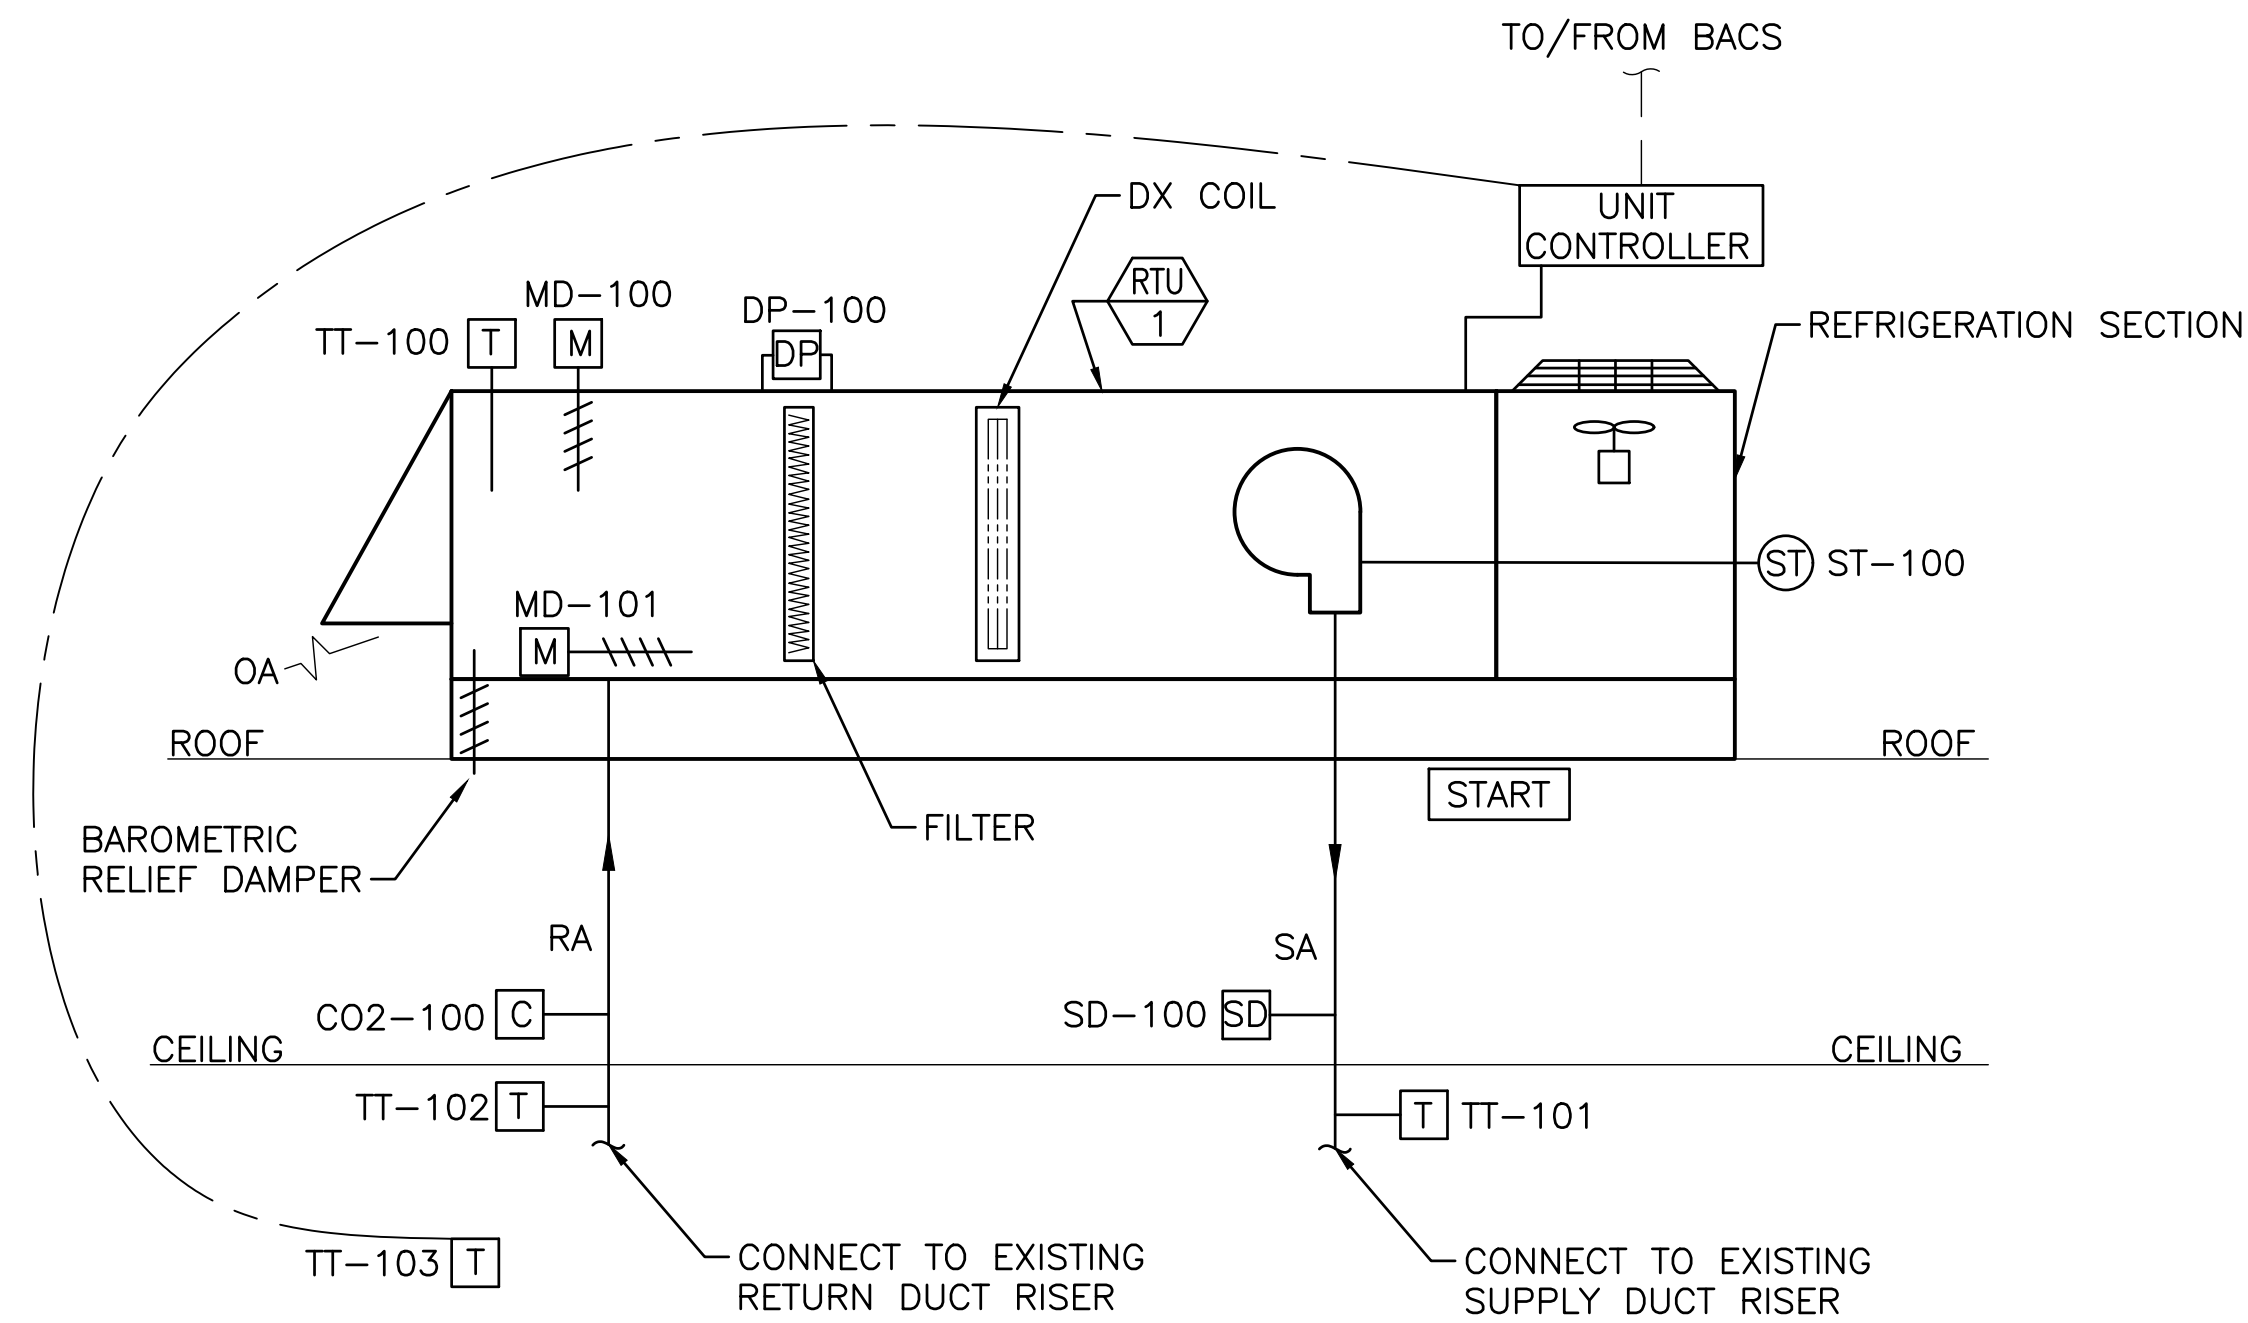 TO/FROM BACS
UNIT
CONTROLLER
DX COIL
RTU
1
MD-100
DP-100
TT-100
T
M
DP
REFRIGERATION SECTION
ST
ST-100
MD-101
M
OA
ROOF
ROOF
START
BAROMETRIC
RELIEF DAMPER
FILTER
RA
SA
CO2-100
C
SD-100
SD
CEILING
CEILING
TT-102
T
T
TT-101
TT-103
T
CONNECT TO EXISTING
RETURN DUCT RISER
CONNECT TO EXISTING
SUPPLY DUCT RISER